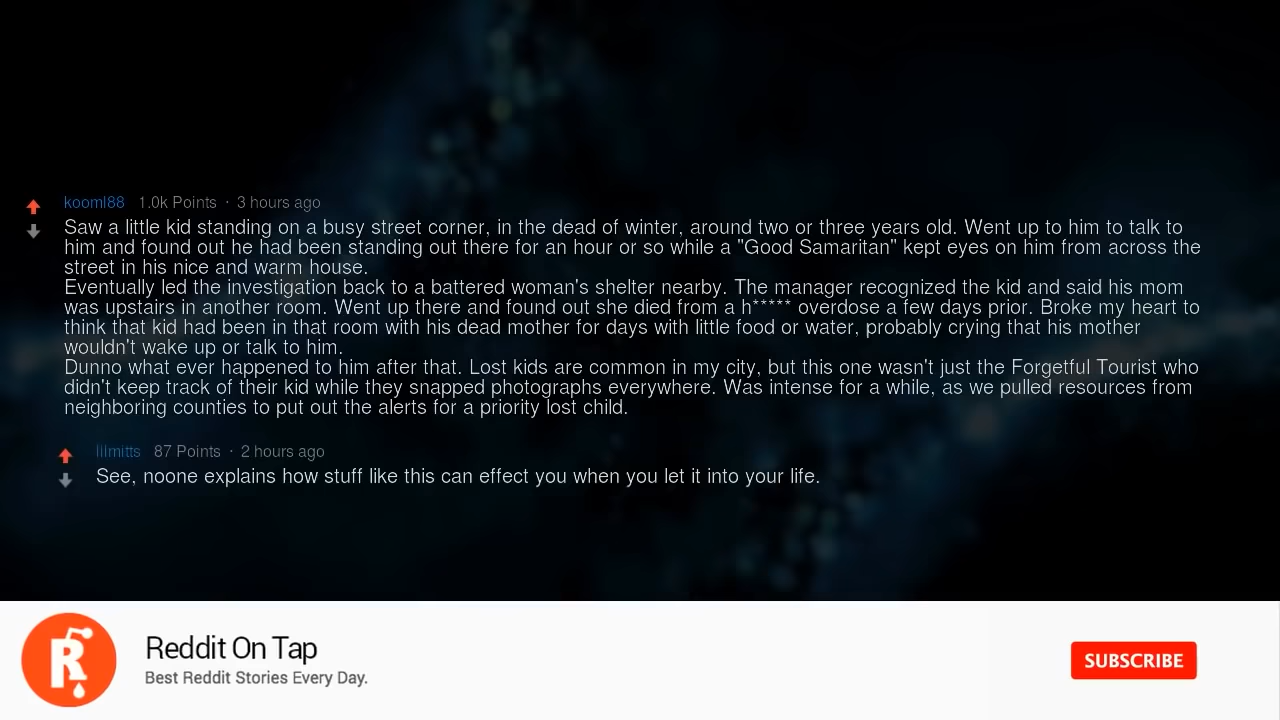 kooml88 1.0k Points · 3 hours ago
Saw a little kid standing on a busy street corner, in the dead of winter, around two or three years old. Went up to him to talk to
him and found out he had been standing out there for an hour or so while a "Good Samaritan" kept eyes on him from across the
street in his nice and warm house.
Eventually led the investigation back to a battered woman's shelter nearby. The manager recognized the kid and said his mom
was upstairs in another room. Went up there and found out she died from a h***** overdose a few days prior. Broke my heart to
think that kid had been in that room with his dead mother for days with little food or water, probably crying that his mother
wouldn't wake up or talk to him.
Dunno what ever happened to him after that. Lost kids are common in my city, but this one wasn't just the Forgetful Tourist who
didn't keep track of their kid while they snapped photographs everywhere. Was intense for a while, as we pulled resources from
neighboring counties to put out the alerts for a priority lost child.
lilmitts 87 Points · 2 hours ago
See, noone explains how stuff like this can effect you when you let it into your life.
Reddit On Tap
Best Reddit Stories Every Day.
SUBSCRIBE